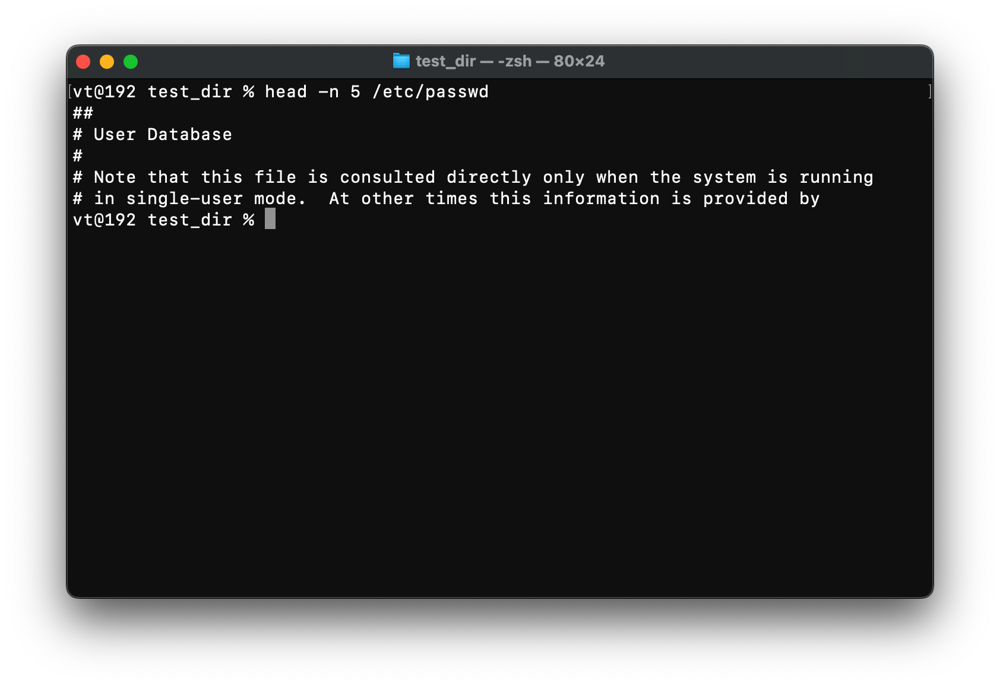 test_dir — -zsh — 80×24
[vt@192 test_dir % head -n 5 /etc/passwd ]
##
# User Database
#
# Note that this file is consulted directly only when the system is running
# in single-user mode.  At other times this information is provided by
vt@192 test_dir %